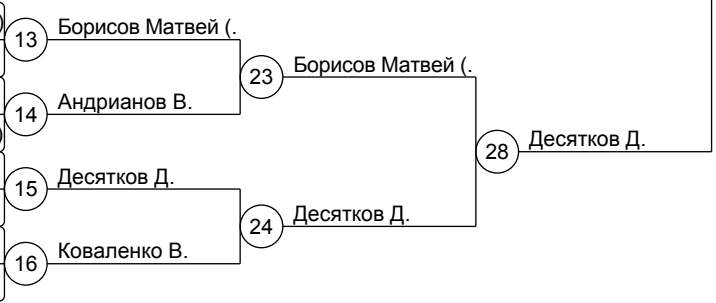 13
Борисов Матвей (.
14
Андрианов В.
15
Десятков Д.
16
Коваленко В.
23
Борисов Матвей (.
24
Десятков Д.
28
Десятков Д.